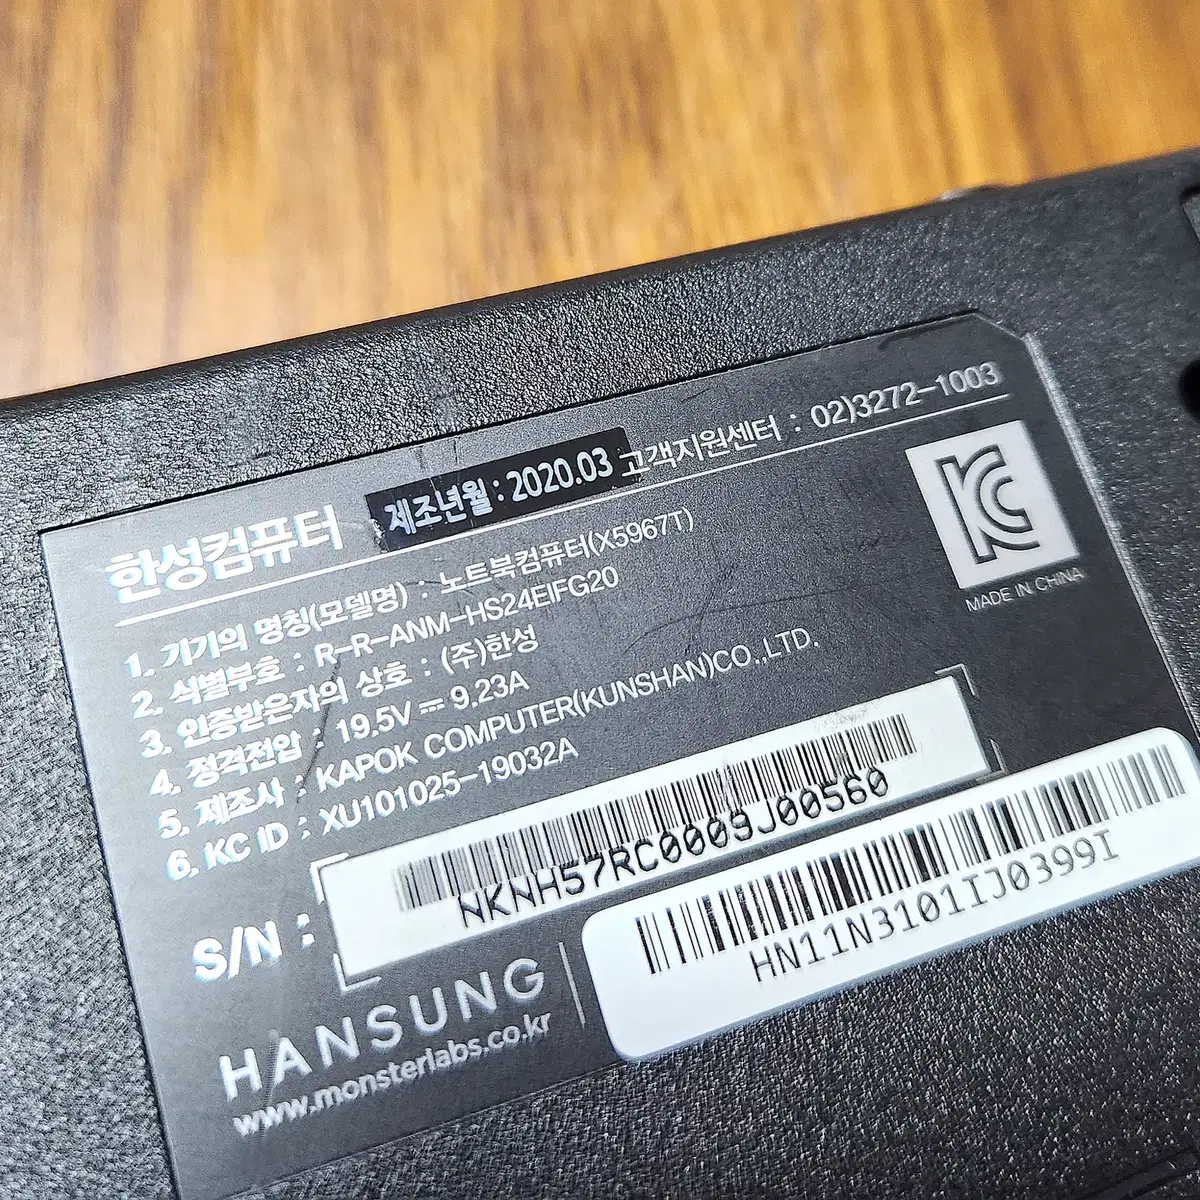 한성컴퓨터 제조년월 : 2020.03 고객지원센터 : 02)3272-1003
1. 기기의 명칭(모델명) : 노트북컴퓨터(X5967T)
2. 식별부호 : R-R-ANM-HS24EIFG20
3. 인증받은자의 상호 : (주)한성
4. 정격전압 : 19.5V ⎓ 9.23A
5. 제조사 : KAPOK COMPUTER(KUNSHAN)CO.,LTD.
6. KC ID : XU101025-19032A
KC
MADE IN CHINA
S/N : NKNH57RC0009J00560
HANSUNG
www.monsterlabs.co.kr
HN11N3101IJ0399I